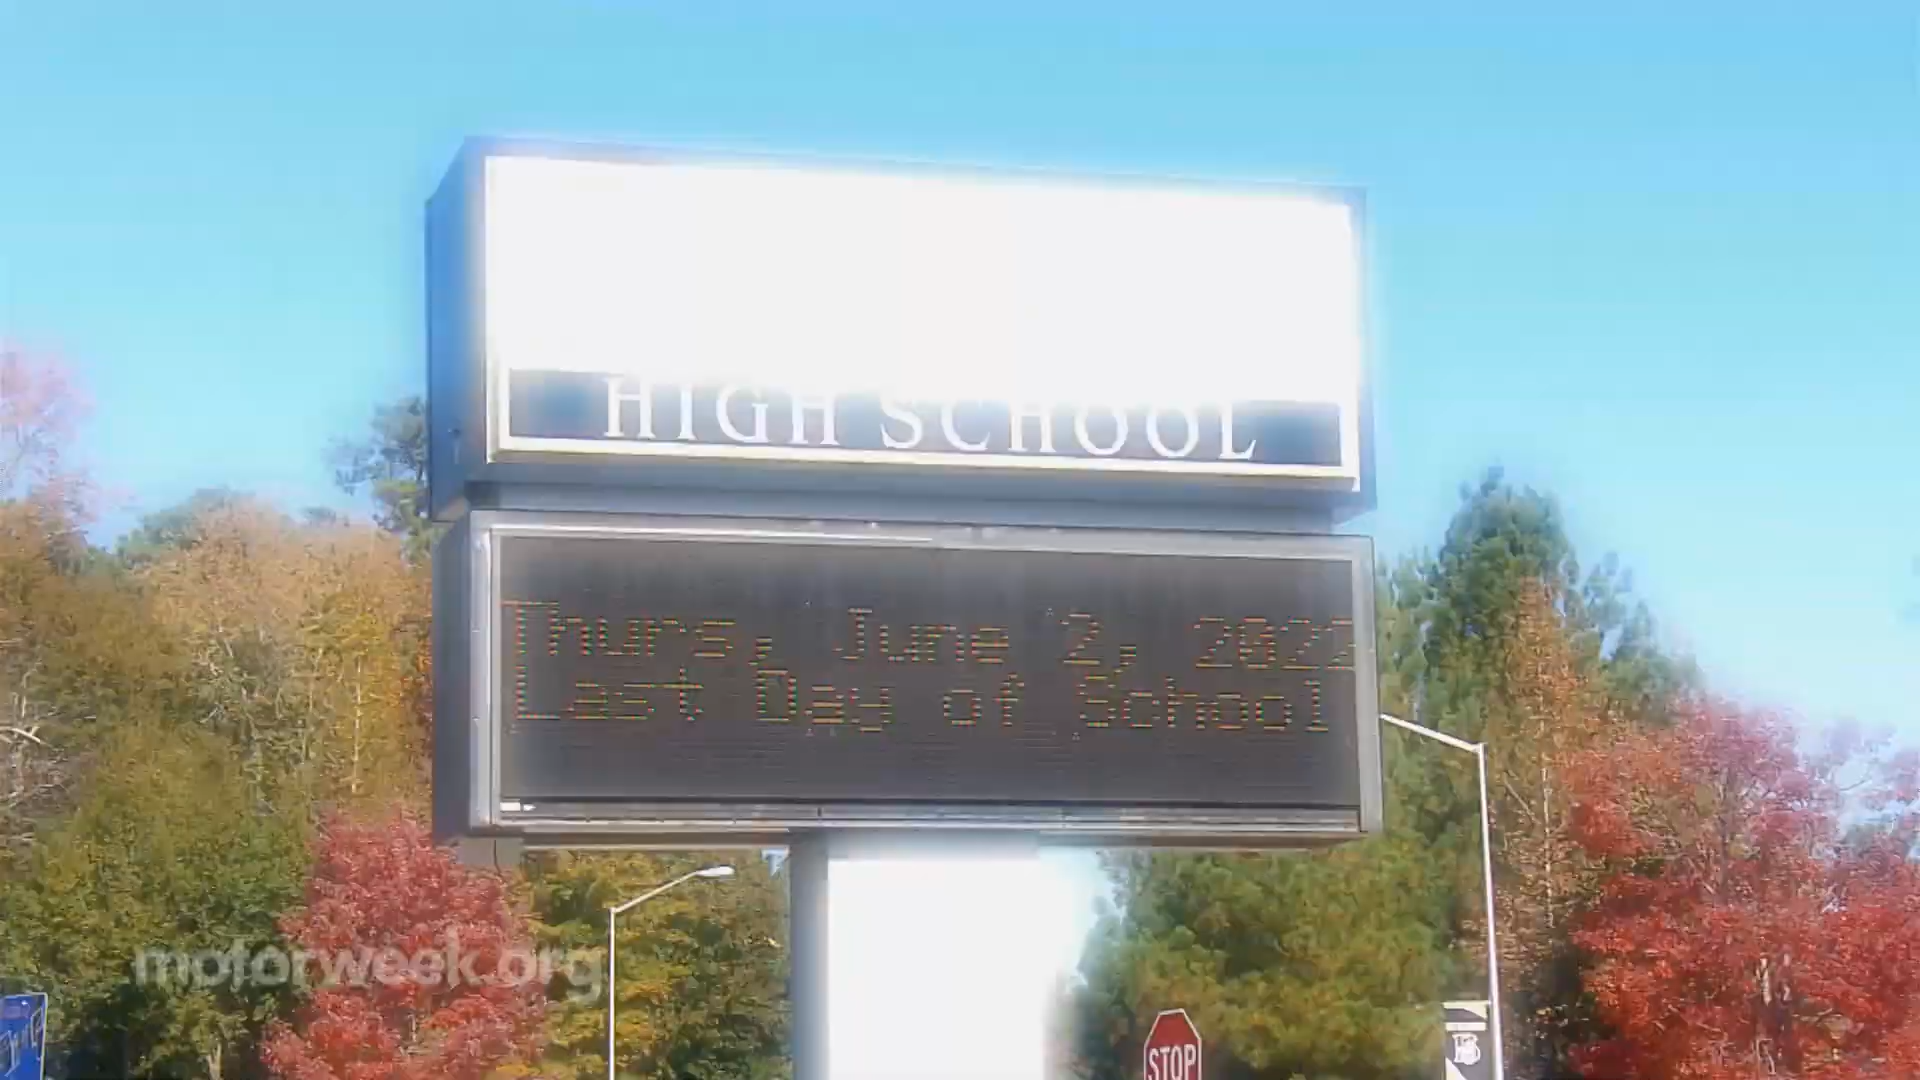 HIGH SCHOOL
Thurs, June 2, 2022
Last Day of School
motorweek.org
STOP